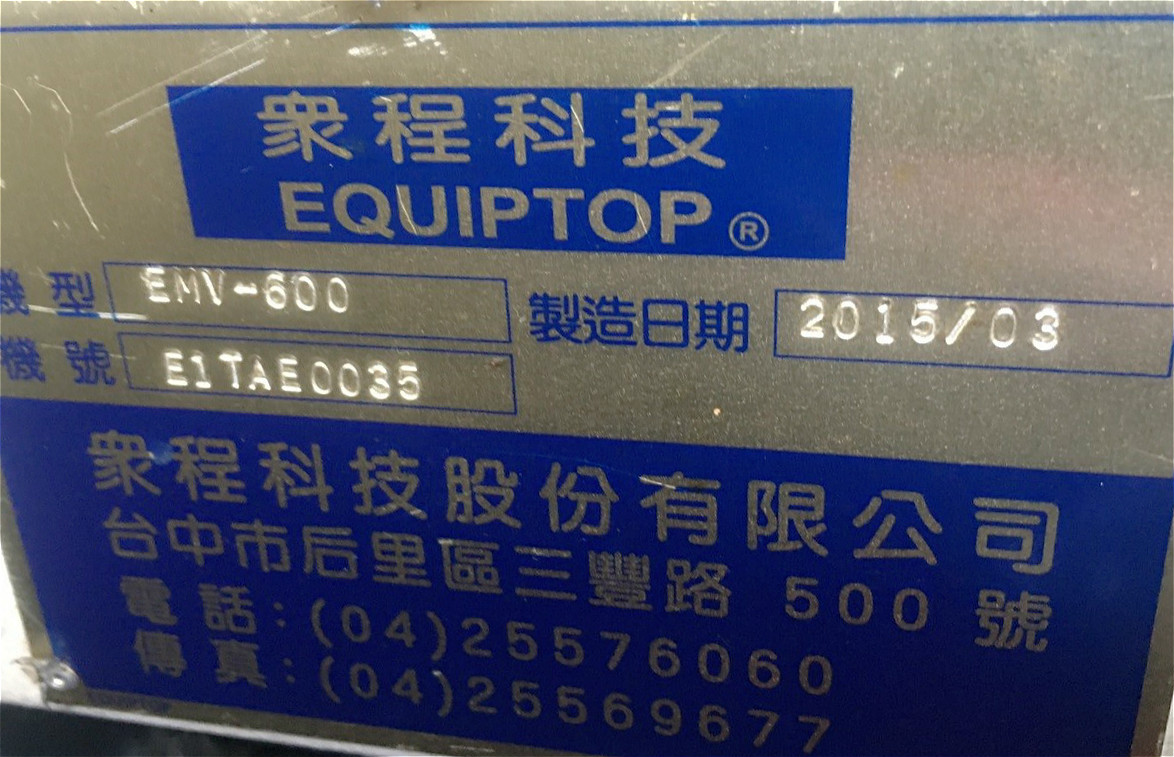 眾程科技
EQUIPTOP®
機型 EMV-600 製造日期 2015/03
機號 E1TAE0035
眾程科技股份有限公司
台中市后里區三豐路 500 號
電話:(04)25576060
傳真:(04)25569677